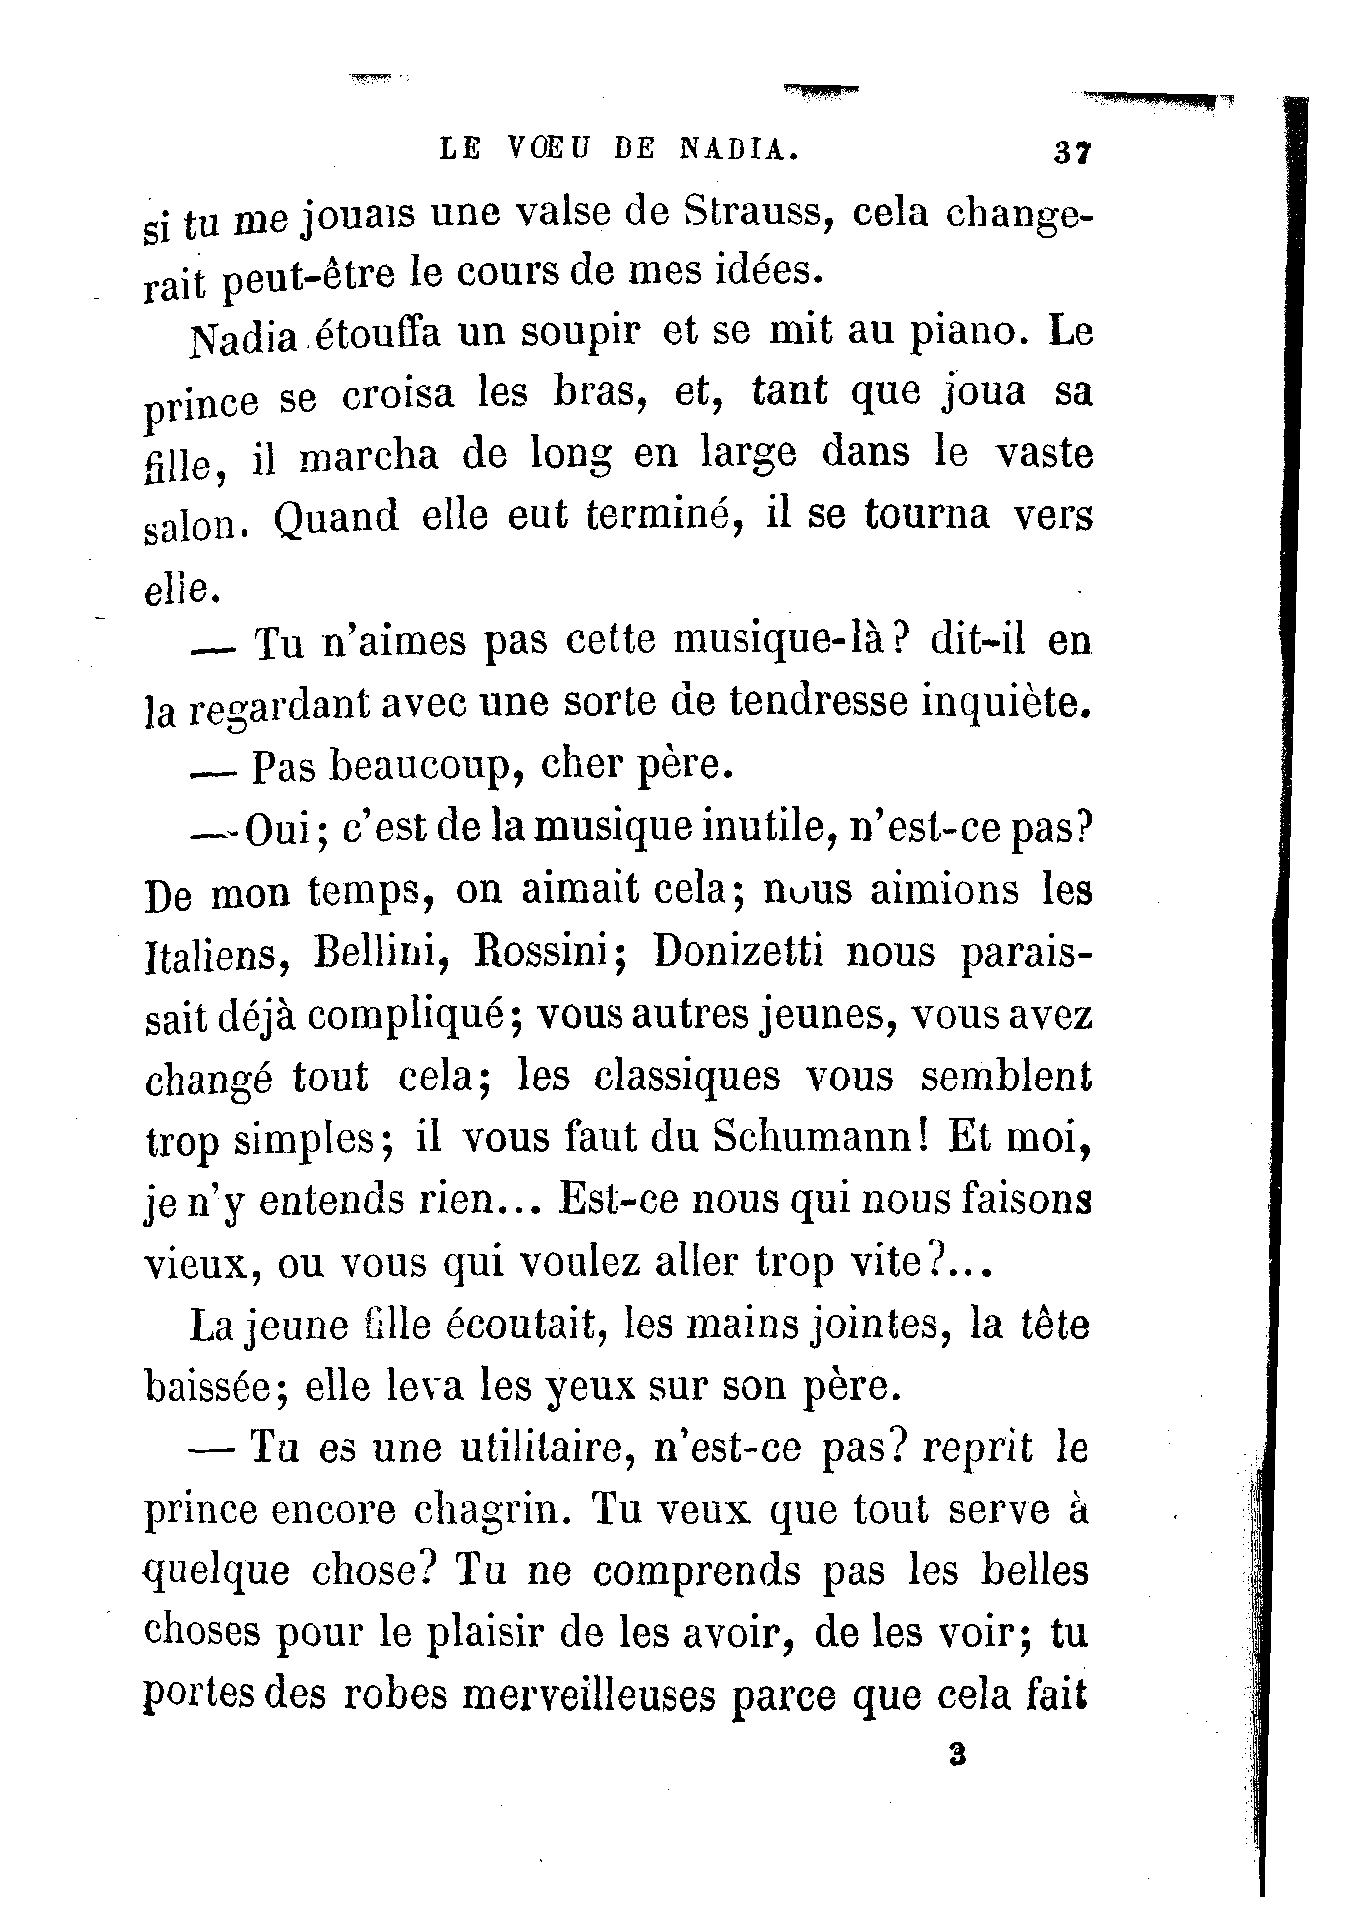 LE VŒU DE NADIA. 37
si tu me jouais une valse de Strauss, cela change-
rait peut-être le cours de mes idées.
Nadia étouffa un soupir et se mit au piano. Le
prince se croisa les bras, et, tant que joua sa
fille, il marcha de long en large dans le vaste
salon. Quand elle eut terminé, il se tourna vers
elle.
— Tu n'aimes pas cette musique-là? dit-il en
la regardant avec une sorte de tendresse inquiète.
— Pas beaucoup, cher père.
— Oui; c'est de la musique inutile, n'est-ce pas?
De mon temps, on aimait cela; nous aimions les
Italiens, Bellini, Rossini; Donizetti nous parais-
sait déjà compliqué; vous autres jeunes, vous avez
changé tout cela; les classiques vous semblent
trop simples; il vous faut du Schumann! Et moi,
je n'y entends rien... Est-ce nous qui nous faisons
vieux, ou vous qui voulez aller trop vite?...
La jeune fille écoutait, les mains jointes, la tête
baissée; elle leva les yeux sur son père.
— Tu es une utilitaire, n'est-ce pas? reprit le
prince encore chagrin. Tu veux que tout serve à
quelque chose? Tu ne comprends pas les belles
choses pour le plaisir de les avoir, de les voir; tu
portes des robes merveilleuses parce que cela fait
3